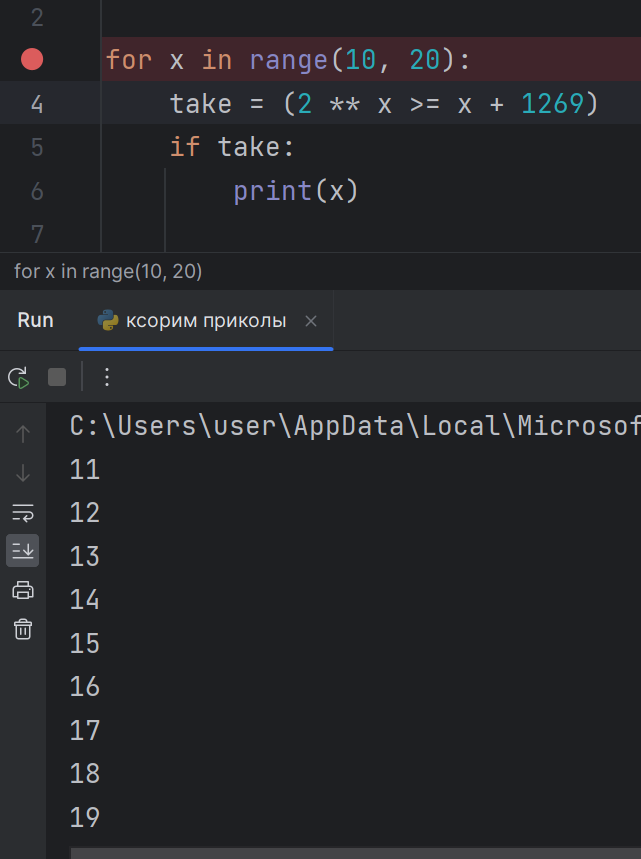 2
for x in range(10, 20):
4 take = (2 ** x >= x + 1269)
5 if take:
6 print(x)
7
for x in range(10, 20)
Run ксорим приколы
C:\Users\user\AppData\Local\Microsof
11
12
13
14
15
16
17
18
19